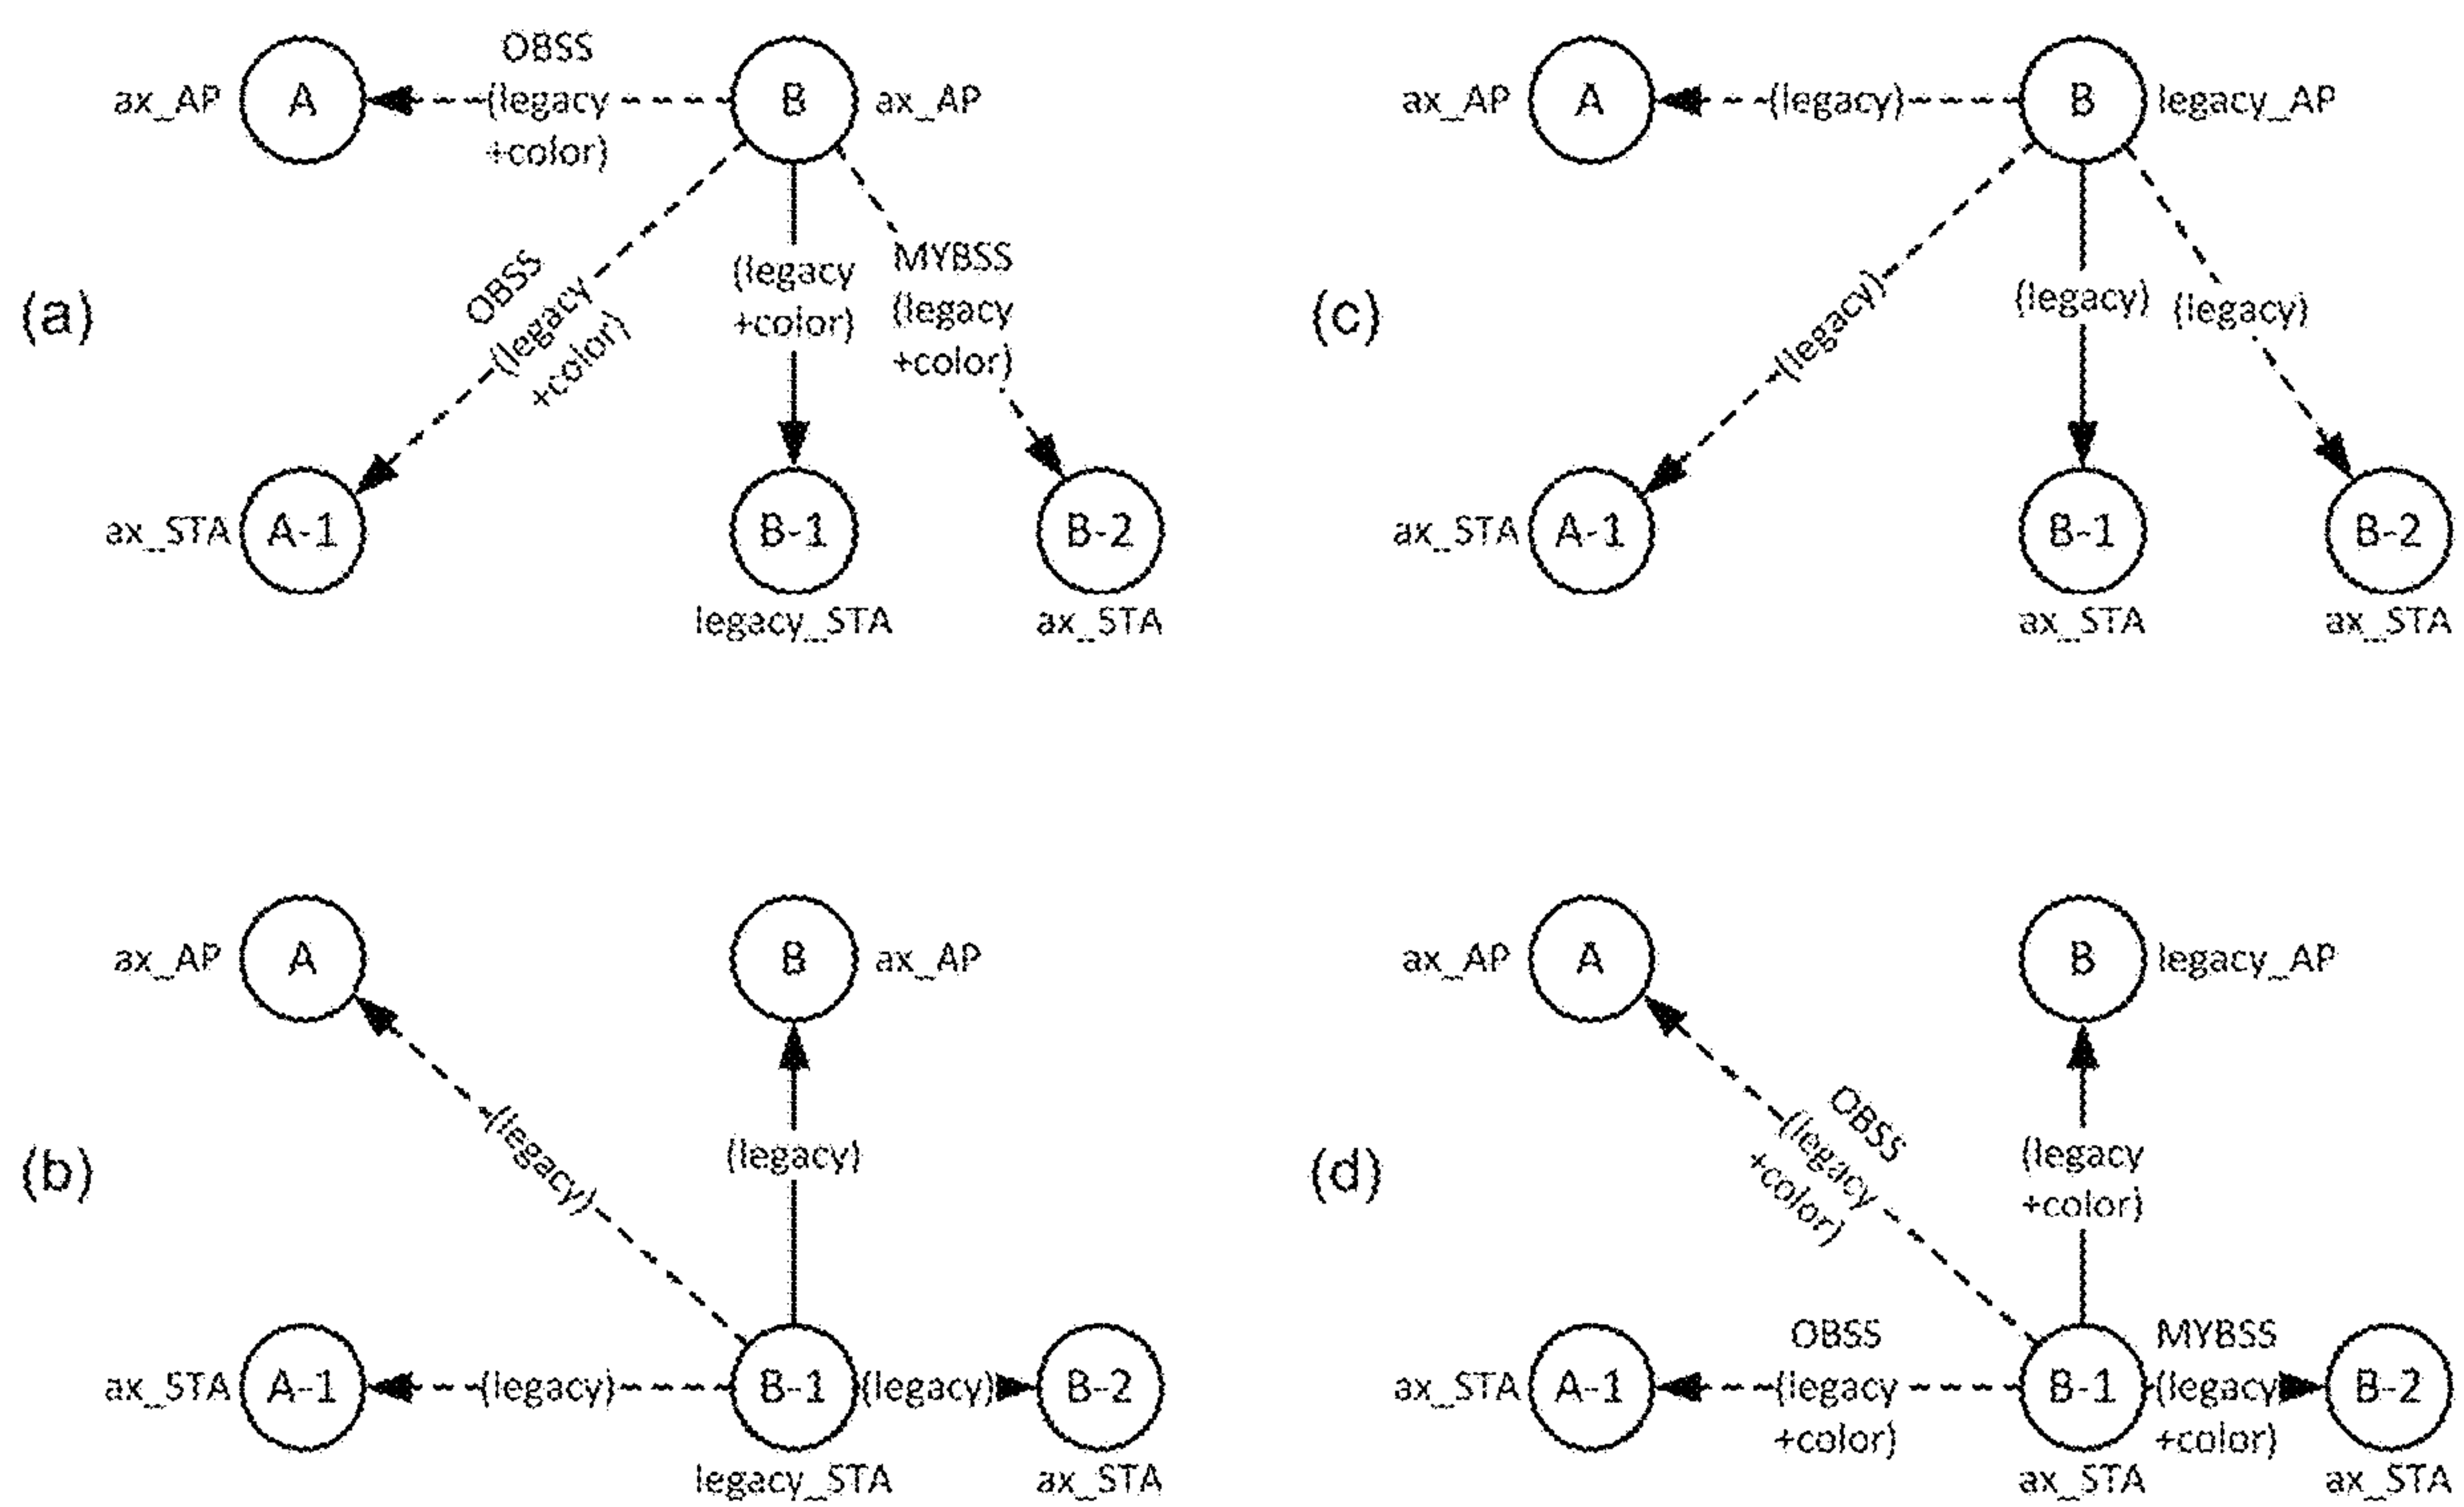 (a)
OBSS
ax_AP
A
(legacy
+color)
B
ax_AP
OBSS
(legacy
+color)
(legacy
+color)
MYBSS
(legacy
+color)
ax_STA
A-1
B-1
legacy_STA
B-2
ax_STA
(c)
ax_AP
A
(legacy)
B
legacy_AP
(legacy)
(legacy)
(legacy)
ax_STA
A-1
B-1
ax_STA
B-2
ax_STA
(b)
ax_AP
A
B
ax_AP
(legacy)
(legacy)
ax_STA
A-1
(legacy)
B-1
legacy_STA
(legacy)
B-2
ax_STA
(d)
ax_AP
A
B
legacy_AP
OBSS
(legacy
+color)
(legacy
+color)
ax_STA
A-1
OBSS
(legacy
+color)
B-1
ax_STA
MYBSS
(legacy
+color)
B-2
ax_STA